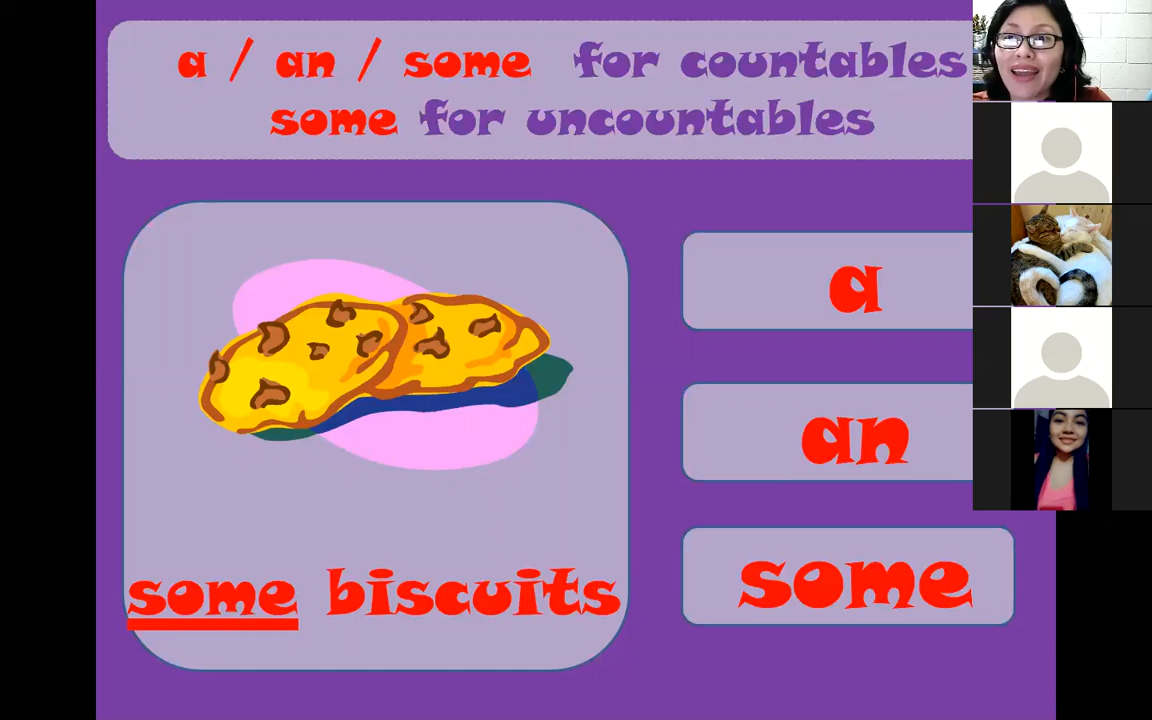 a / an / some for countables
some for uncountables
a
an
some biscuits
some